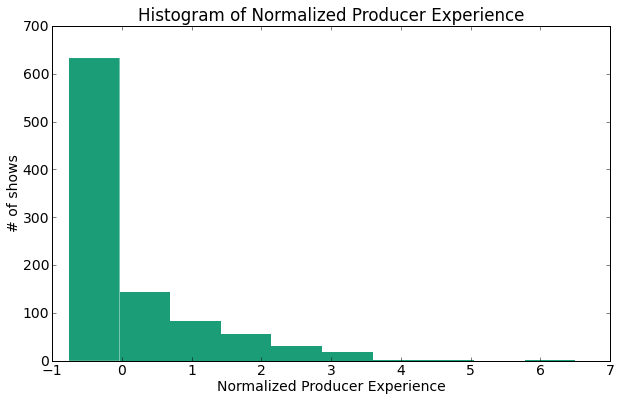 Histogram of Normalized Producer Experience
700
600
500
400
300
200
100
0
# of shows
−1 0 1 2 3 4 5 6 7
Normalized Producer Experience